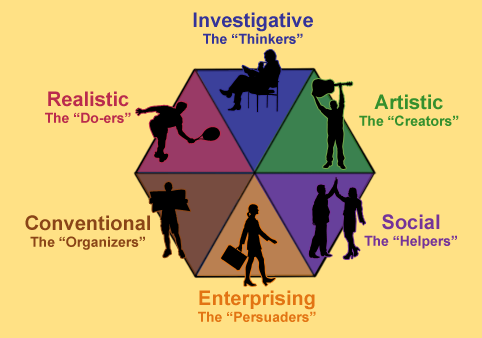 Investigative
The “Thinkers”
Realistic
The “Do-ers”
Artistic
The “Creators”
Conventional
The “Organizers”
Social
The “Helpers”
Enterprising
The “Persuaders”